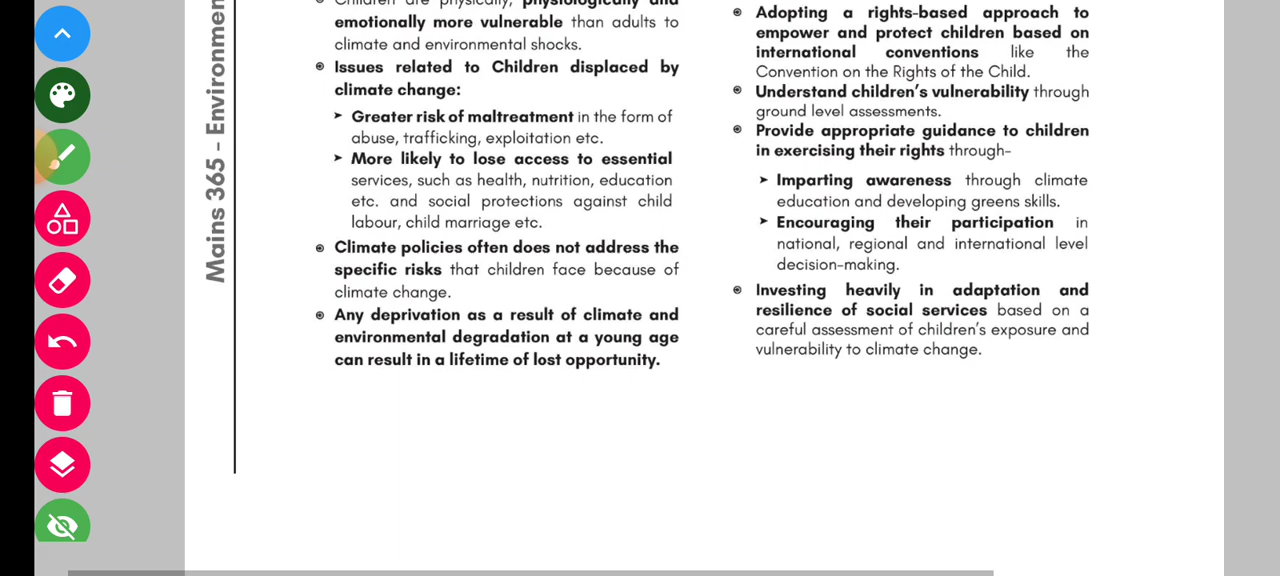 Mains 365 - Environmen
Children are physically, physiologically and
emotionally more vulnerable than adults to
climate and environmental shocks.
Issues related to Children displaced by
climate change:
Greater risk of maltreatment in the form of
abuse, trafficking, exploitation etc.
More likely to lose access to essential
services, such as health, nutrition, education
etc. and social protections against child
labour, child marriage etc.
Climate policies often does not address the
specific risks that children face because of
climate change.
Any deprivation as a result of climate and
environmental degradation at a young age
can result in a lifetime of lost opportunity.
Adopting a rights-based approach to
empower and protect children based on
international conventions like the
Convention on the Rights of the Child.
Understand children's vulnerability through
ground level assessments.
Provide appropriate guidance to children
in exercising their rights through-
Imparting awareness through climate
education and developing greens skills.
Encouraging their participation in
national, regional and international level
decision-making.
Investing heavily in adaptation and
resilience of social services based on a
careful assessment of children's exposure and
vulnerability to climate change.